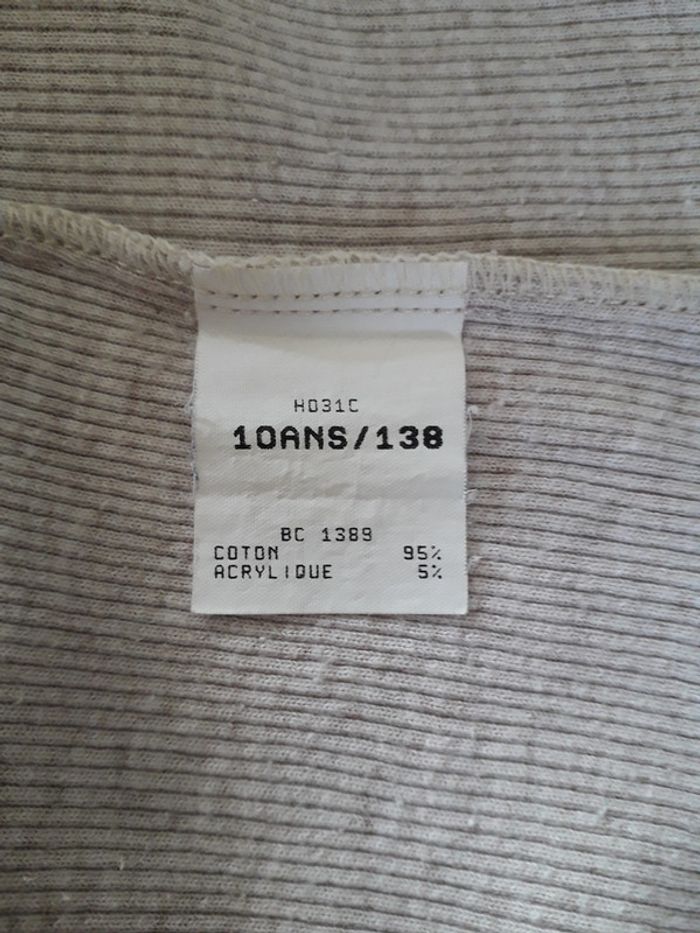 H031C
10ANS/138
BC 1389
COTON 95%
ACRYLIQUE 5%